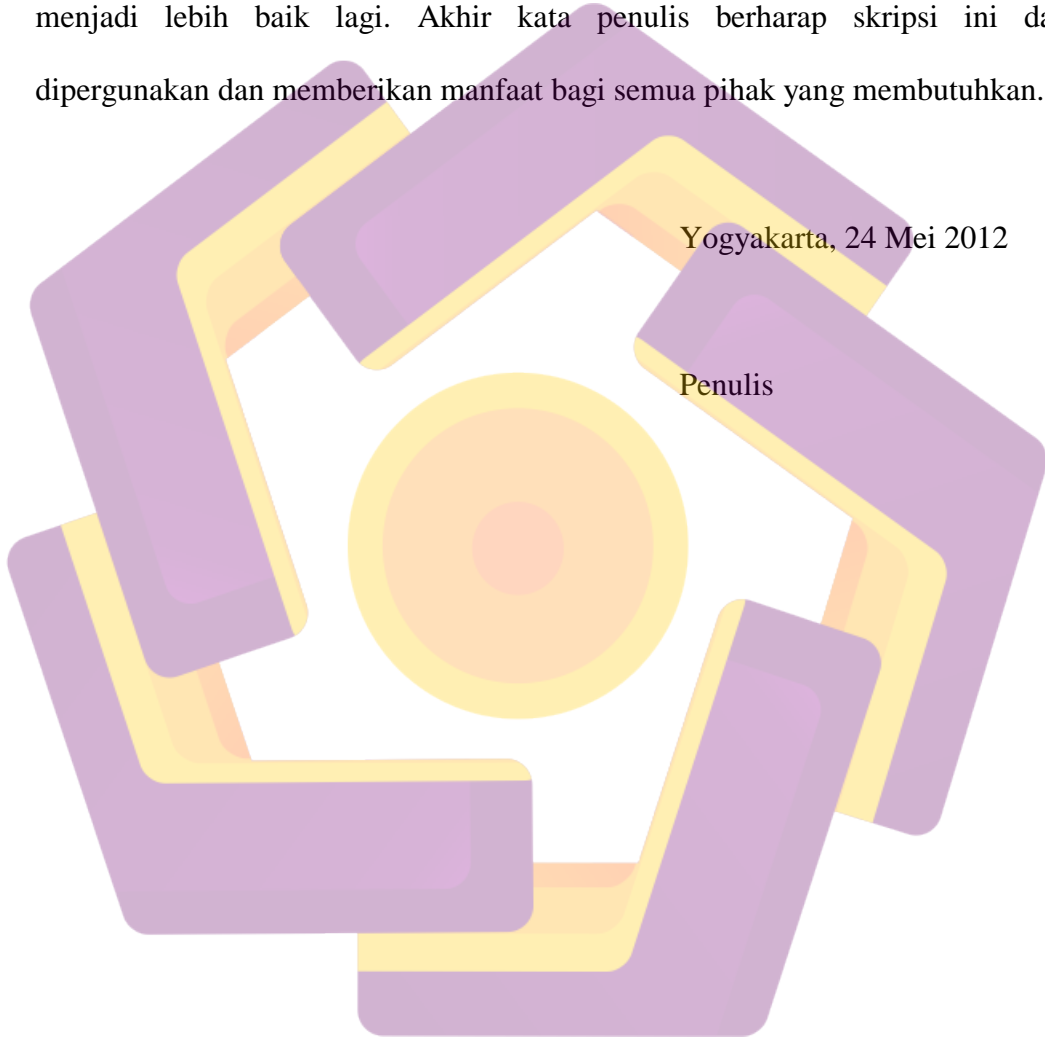 menjadi lebih baik lagi. Akhir kata penulis berharap skripsi ini
dipergunakan dan memberikan manfaat bagi semua pihak yang membutuhkan.
Yogyakarta, 24 Mei 2012
Penulis